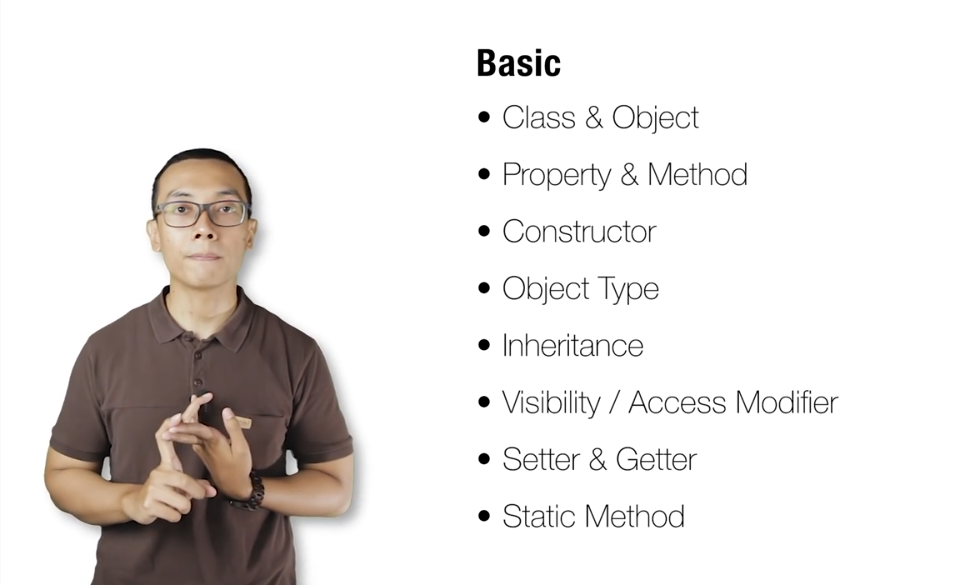 Basic
• Class & Object
• Property & Method
• Constructor
• Object Type
• Inheritance
• Visibility / Access Modifier
• Setter & Getter
• Static Method